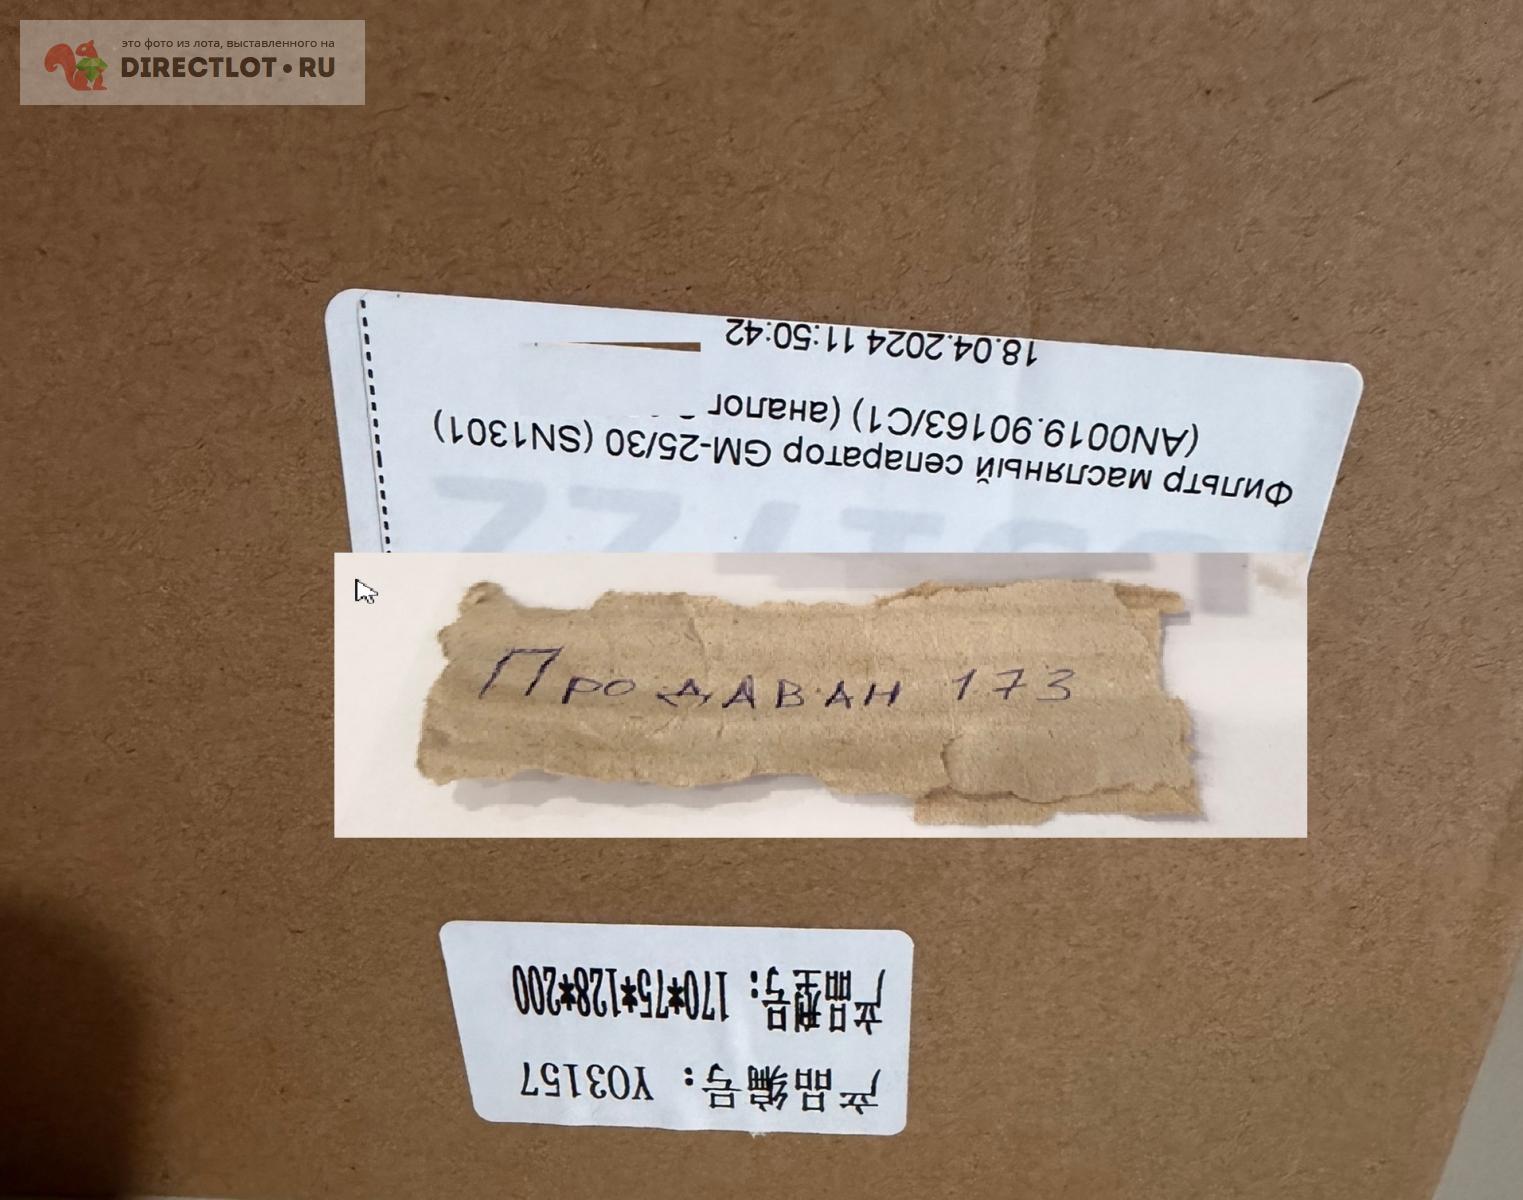 это фото из лота, выставленного на
DIRECTLOT•RU
Фильтр масляный сепаратор GM-25/30 (SN1301)
(AN0019.90163/C1) (аналог
18.04.2024 11:50:42
ПродАВАН 173
产品编号: Y03157
产品型号: 170*75*128*200